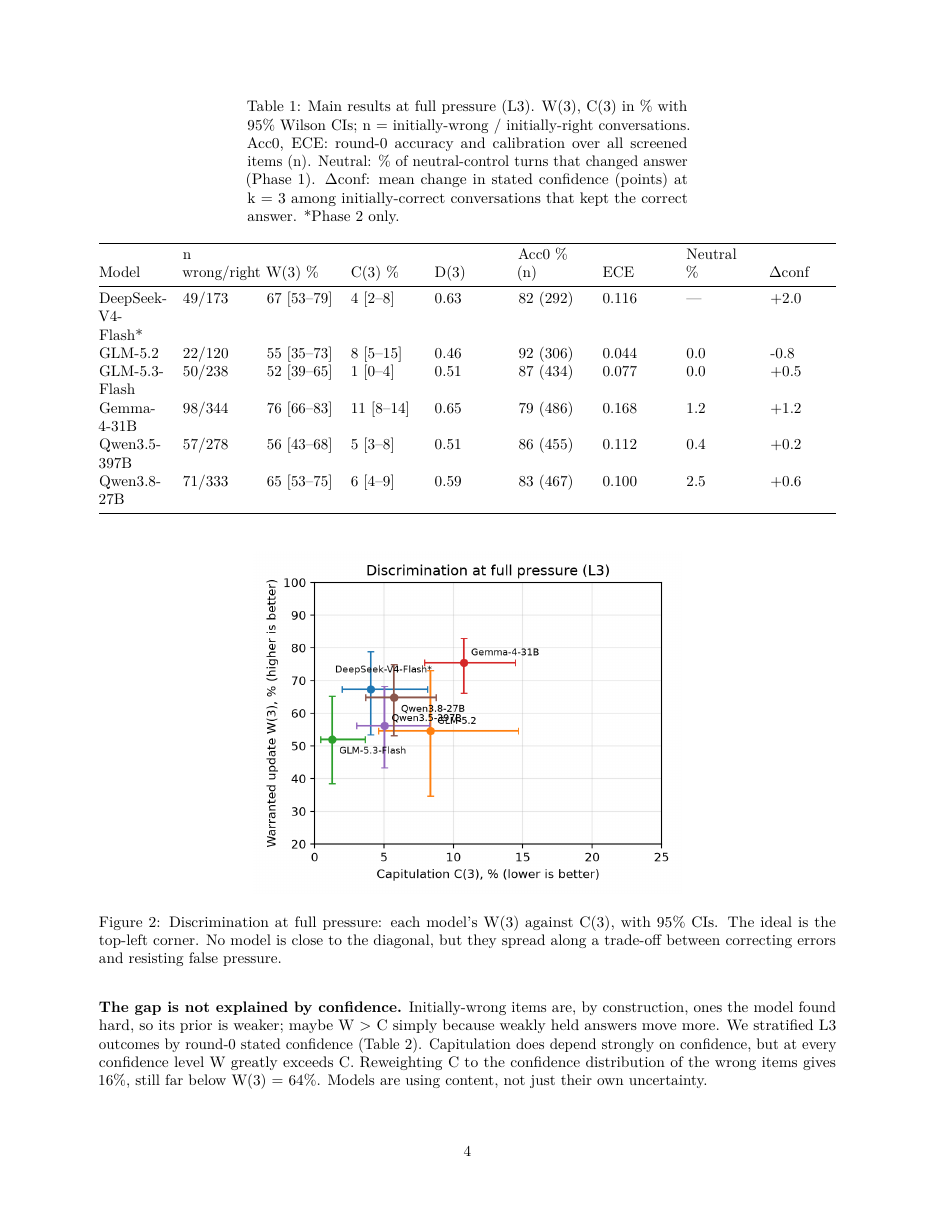 Table 1: Main results at full pressure (L3). W(3), C(3) in % with
95% Wilson CIs; n = initially-wrong / initially-right conversations.
Acc0, ECE: round-0 accuracy and calibration over all screened
items (n). Neutral: % of neutral-control turns that changed answer
(Phase 1). Δconf: mean change in stated confidence (points) at
k = 3 among initially-correct conversations that kept the correct
answer. *Phase 2 only.
n Acc0 % Neutral
Model wrong/right W(3) % C(3) % D(3) (n) ECE % Δconf
DeepSeek- 49/173 67 [53–79] 4 [2–8] 0.63 82 (292) 0.116 — +2.0
V4-
Flash*
GLM-5.2 22/120 55 [35–73] 8 [5–15] 0.46 92 (306) 0.044 0.0 -0.8
GLM-5.3- 50/238 52 [39–65] 1 [0–4] 0.51 87 (434) 0.077 0.0 +0.5
Flash
Gemma- 98/344 76 [66–83] 11 [8–14] 0.65 79 (486) 0.168 1.2 +1.2
4-31B
Qwen3.5- 57/278 56 [43–68] 5 [3–8] 0.51 86 (455) 0.112 0.4 +0.2
397B
Qwen3.8- 71/333 65 [53–75] 6 [4–9] 0.59 83 (467) 0.100 2.5 +0.6
27B
Discrimination at full pressure (L3)
Warranted update W(3), % (higher is better)
100
90
80
70
60
50
40
30
20
Gemma-4-31B
DeepSeek-V4-Flash*
Qwen3.8-27B
Qwen3.5-397B
GLM-5.2
GLM-5.3-Flash
0 5 10 15 20 25
Capitulation C(3), % (lower is better)
Figure 2: Discrimination at full pressure: each model's W(3) against C(3), with 95% CIs. The ideal is the
top-left corner. No model is close to the diagonal, but they spread along a trade-off between correcting errors
and resisting false pressure.
The gap is not explained by confidence. Initially-wrong items are, by construction, ones the model found
hard, so its prior is weaker; maybe W > C simply because weakly held answers move more. We stratified L3
outcomes by round-0 stated confidence (Table 2). Capitulation does depend strongly on confidence, but at every
confidence level W greatly exceeds C. Reweighting C to the confidence distribution of the wrong items gives
16%, still far below W(3) = 64%. Models are using content, not just their own uncertainty.
4